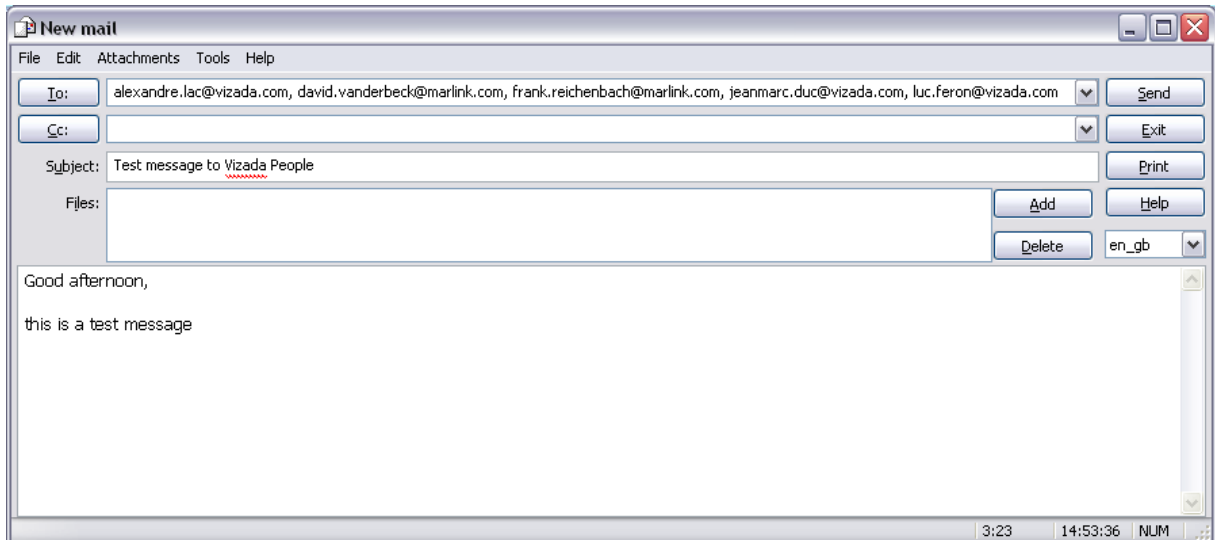 New mail
File Edit Attachments Tools Help
To: alexandre.lac@vizada.com, david.vanderbeck@marlink.com, frank.reichenbach@marlink.com, jeanmarc.duc@vizada.com, luc.feron@vizada.com Send
Cc: Exit
Subject: Test message to Vizada People Print
Files: Add Help
Delete en_gb
Good afternoon,
this is a test message
3:23 14:53:36 NUM